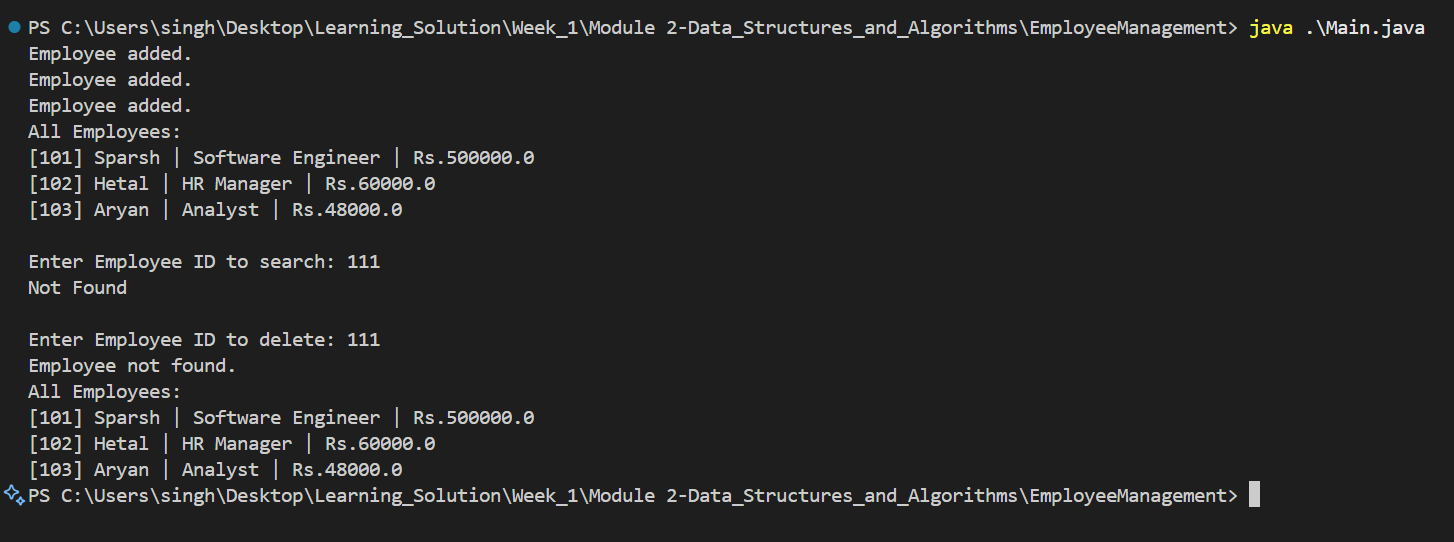 PS C:\Users\singh\Desktop\Learning_Solution\Week_1\Module 2-Data_Structures_and_Algorithms\EmployeeManagement> java .\Main.java
Employee added.
Employee added.
Employee added.
All Employees:
[101] Sparsh | Software Engineer | Rs.500000.0
[102] Hetal | HR Manager | Rs.60000.0
[103] Aryan | Analyst | Rs.48000.0

Enter Employee ID to search: 111
Not Found

Enter Employee ID to delete: 111
Employee not found.
All Employees:
[101] Sparsh | Software Engineer | Rs.500000.0
[102] Hetal | HR Manager | Rs.60000.0
[103] Aryan | Analyst | Rs.48000.0
PS C:\Users\singh\Desktop\Learning_Solution\Week_1\Module 2-Data_Structures_and_Algorithms\EmployeeManagement>